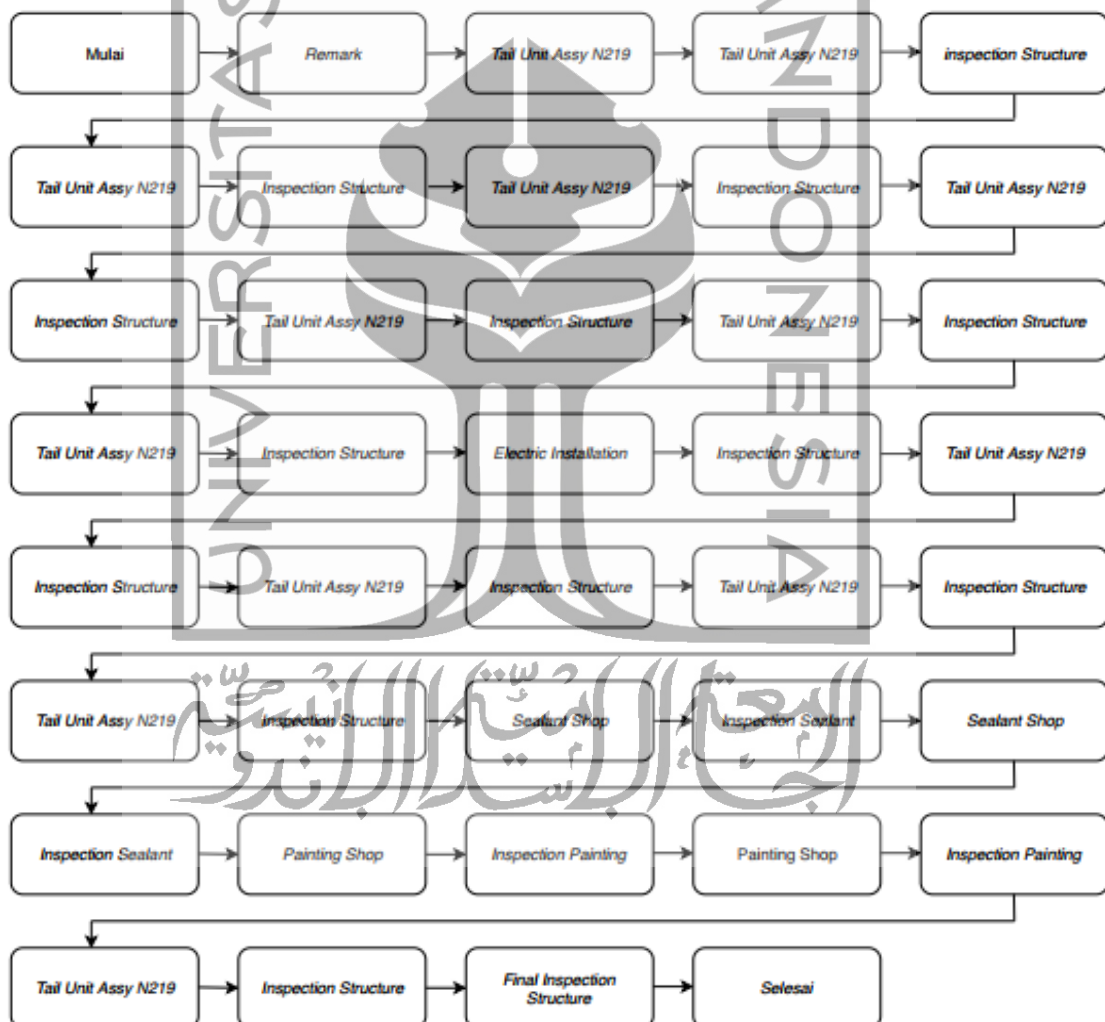 Mulai
Remark
Tail Unit Assy N219
Tail Unit Assy N219
inspection Structure
Tail Unit Assy N219
Inspection Structure
Tail Unit Assy N219
Inspection Structure
Tail Unit Assy N219
Inspection Structure
Tail Unit Assy N219
Inspection Structure
Tail Unit Assy N219
Inspection Structure
Tail Unit Assy N219
Inspection Structure
Electric Installation
Inspection Structure
Tail Unit Assy N219
Inspection Structure
Tail Unit Assy N219
Inspection Structure
Tail Unit Assy N219
Inspection Structure
Tail Unit Assy N219
Inspection Structure
Sealant Shop
Inspection Sealant
Sealant Shop
Inspection Sealant
Painting Shop
Inspection Painting
Painting Shop
Inspection Painting
Tail Unit Assy N219
Inspection Structure
Final Inspection
Structure
Selesai
UNIVERSITAS
NDONESIA